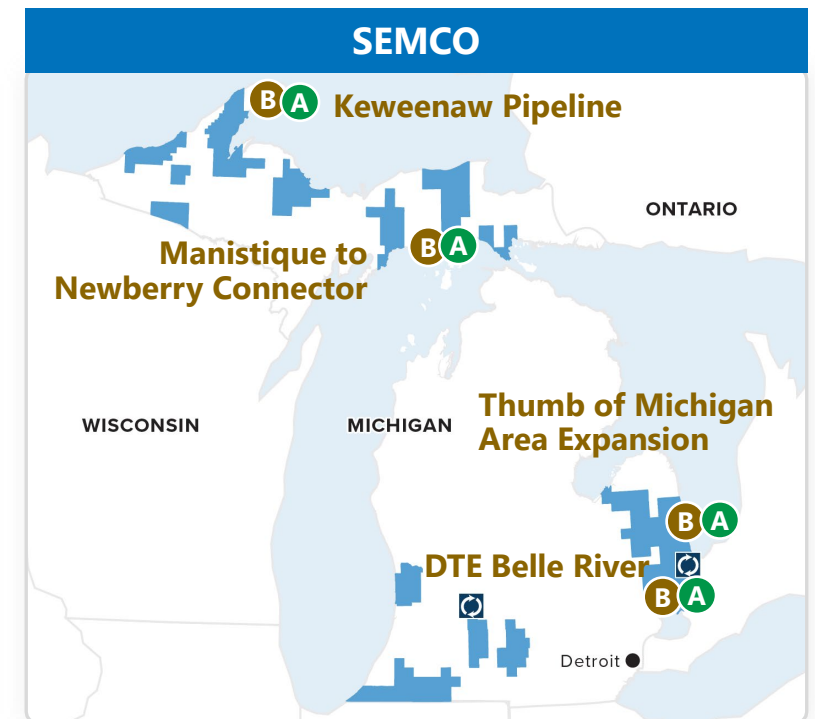 SEMCO
B A Keweenaw Pipeline
ONTARIO
Manistique to
Newberry Connector
B A
WISCONSIN
MICHIGAN
Thumb of Michigan
Area Expansion
B A
DTE Belle River
B A
Detroit